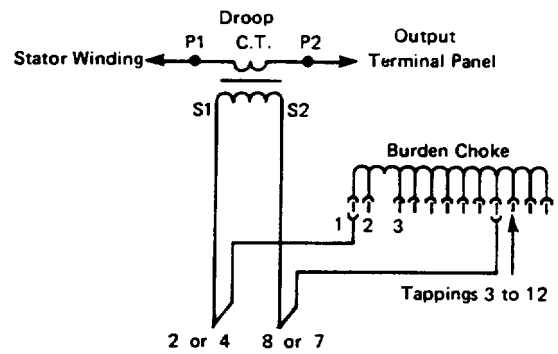 Droop
P1 C.T. P2 Output
Stator Winding Terminal Panel
S1 S2
Burden Choke
1 2 3
Tappings 3 to 12
2 or 4 8 or 7